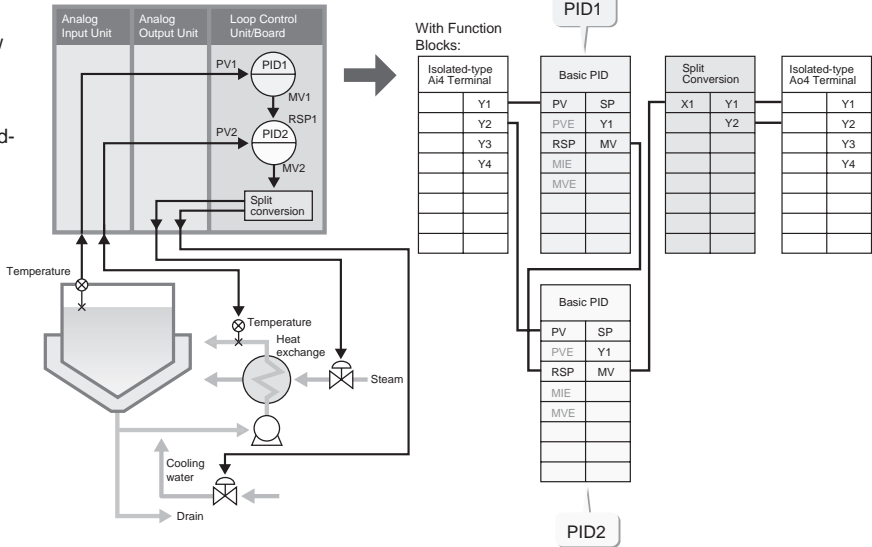 d-
Analog
Input Unit
Analog
Output Unit
Loop Control
Unit/Board
PV1
PID1
MV1
RSP1
PV2
PID2
MV2
Split
conversion
Temperature
Temperature
Heat
exchange
Steam
Cooling
water
Drain
With Function
Blocks:
PID1
Isolated-type
Ai4 Terminal
Y1
Y2
Y3
Y4
Basic PID
PV SP
PVE Y1
RSP MV
MIE
MVE
Split
Conversion
X1 Y1
Y2
Isolated-type
Ao4 Terminal
Y1
Y2
Y3
Y4
Basic PID
PV SP
PVE Y1
RSP MV
MIE
MVE
PID2